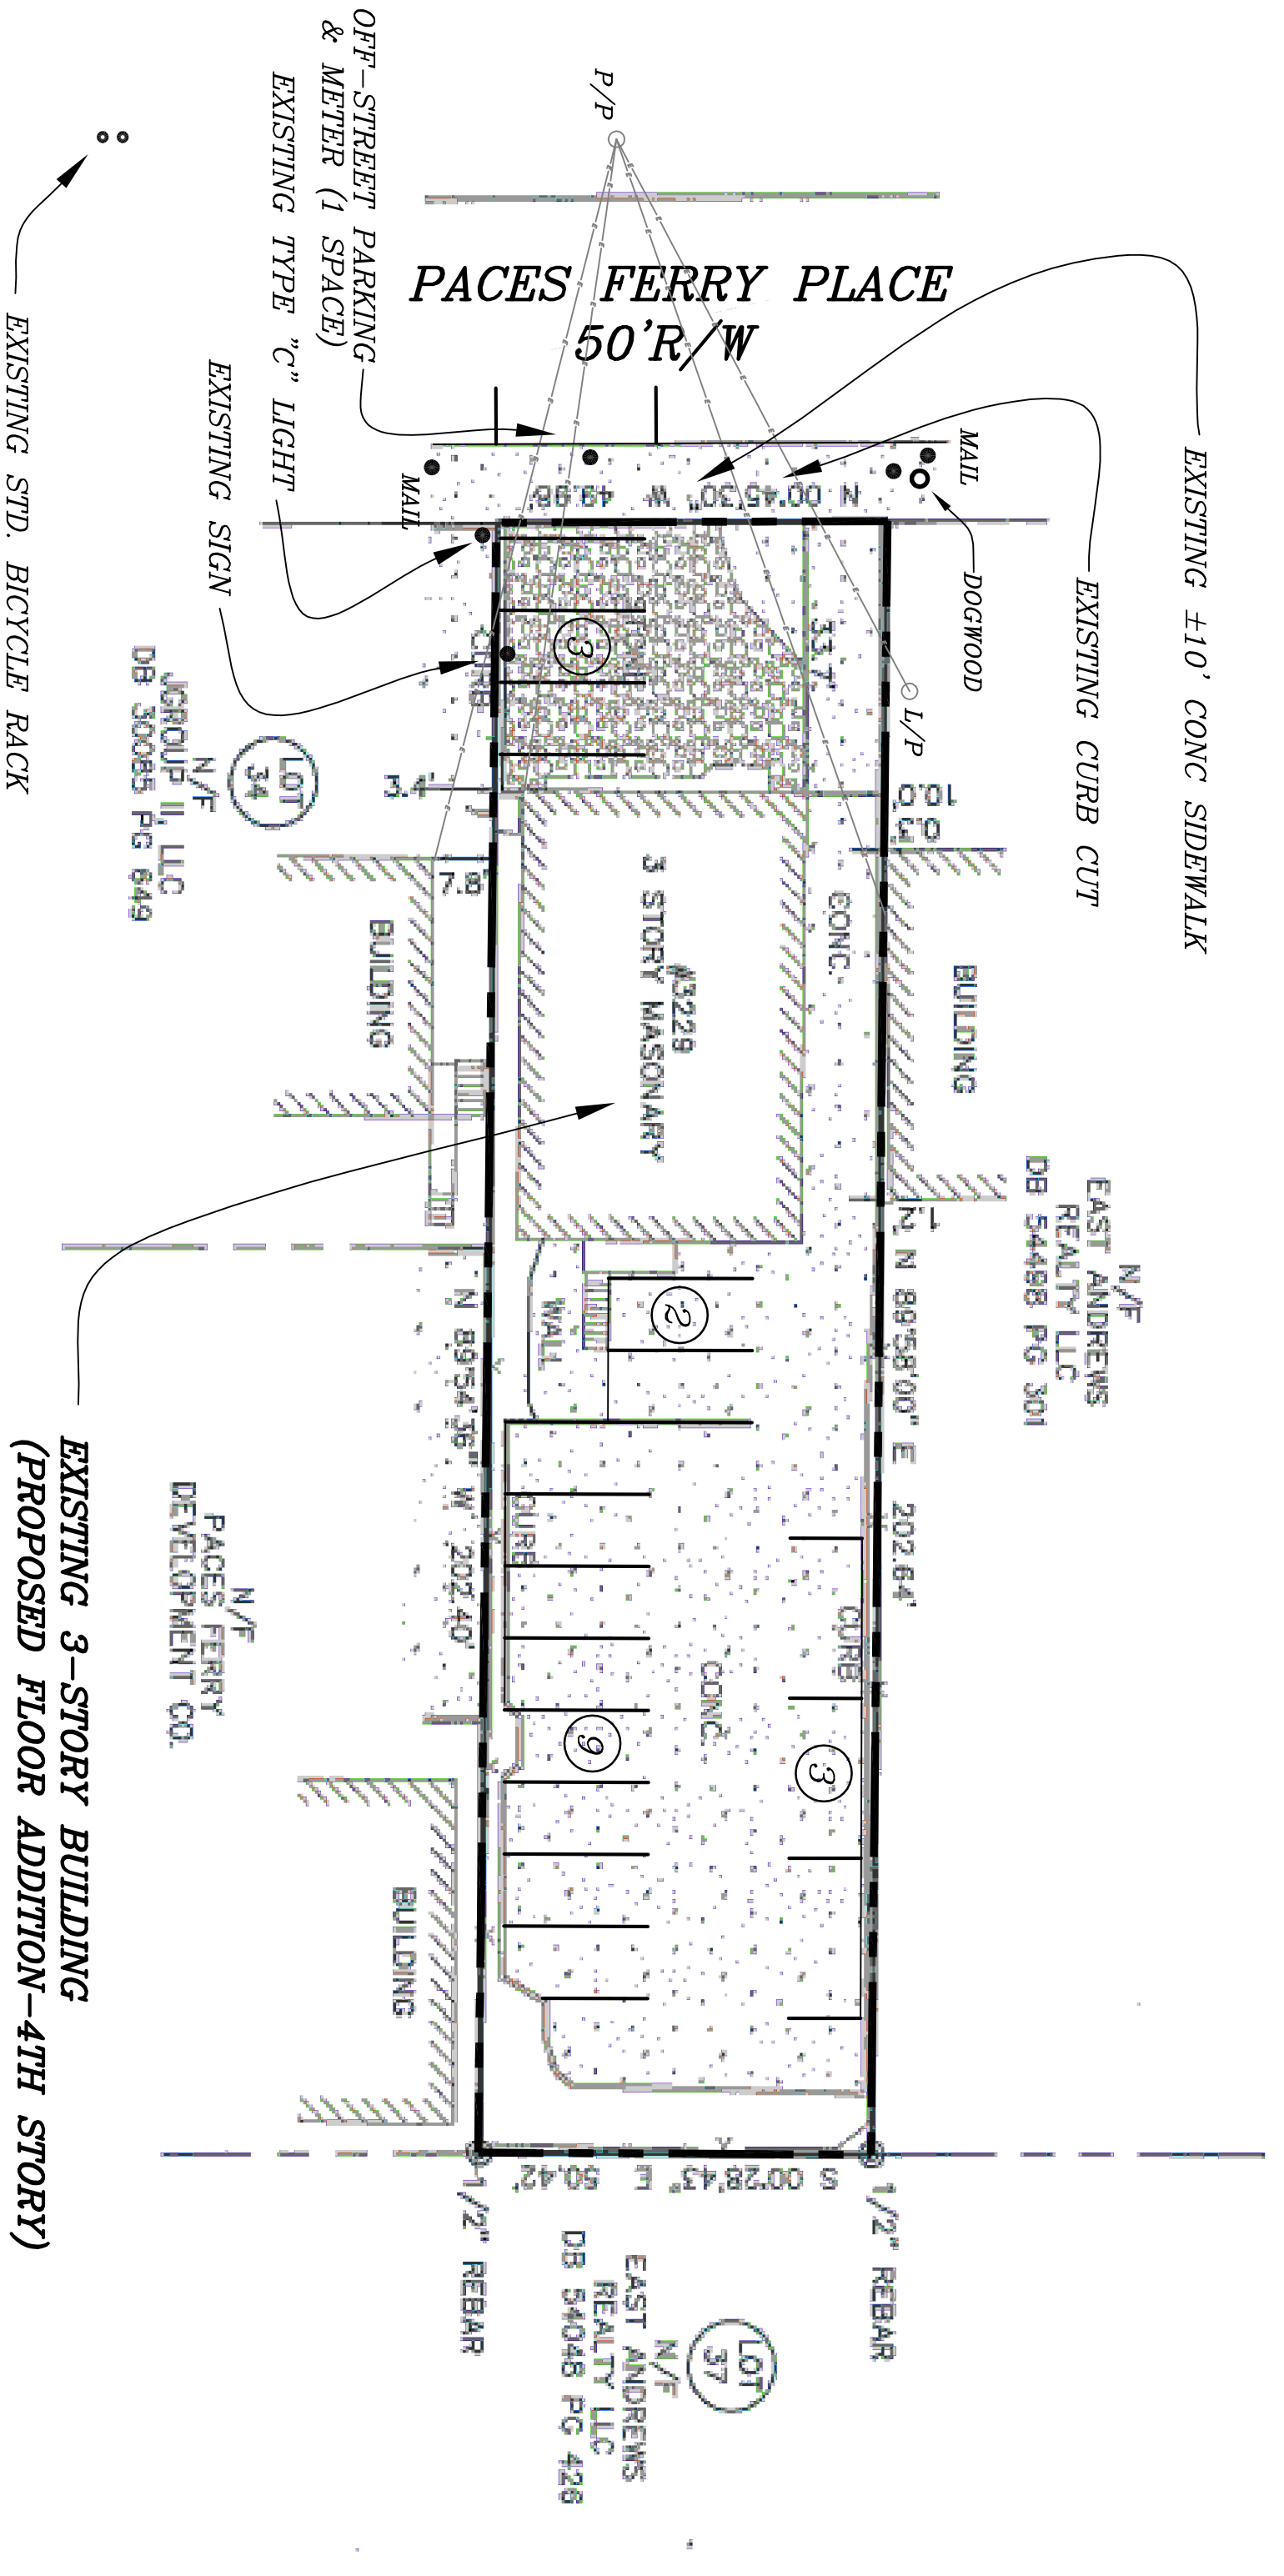 OFF-STREET PARKING
& METER (1 SPACE)
EXISTING TYPE "C" LIGHT
EXISTING SIGN
EXISTING STD. BICYCLE RACK
P/P
PACES FERRY PLACE
50'R/W
EXISTING ±10' CONC SIDEWALK
EXISTING CURB CUT
MAIL
DOGWOOD
MAIL
N 00°45'30" W 49.96'
L/P
33.7'
3
CURB
3.4'
7.8'
10.0'
0.3'
LOT
34
N/F
JGROUP II, LLC
DB 30085 PG 649
BUILDING
#3229
3 STORY MASONARY
CONC.
BUILDING
N/F
EAST ANDREWS
REALTY LLC
DB 54488 PG 301
1.2'
N 89°58'00" E 202.64'
2
WALL
N 89°54'36" W 202.40'
CURB
CURB
CONC.
9
3
N/F
PACES FERRY
DEVELOPMENT CO.
BUILDING
EXISTING 3-STORY BUILDING
(PROPOSED FLOOR ADDITION-4TH STORY)
S 00°28'43" E 50.42'
1/2" REBAR
1/2" REBAR
LOT
37
N/F
EAST ANDREWS
REALTY LLC
DB 54048 PG 426